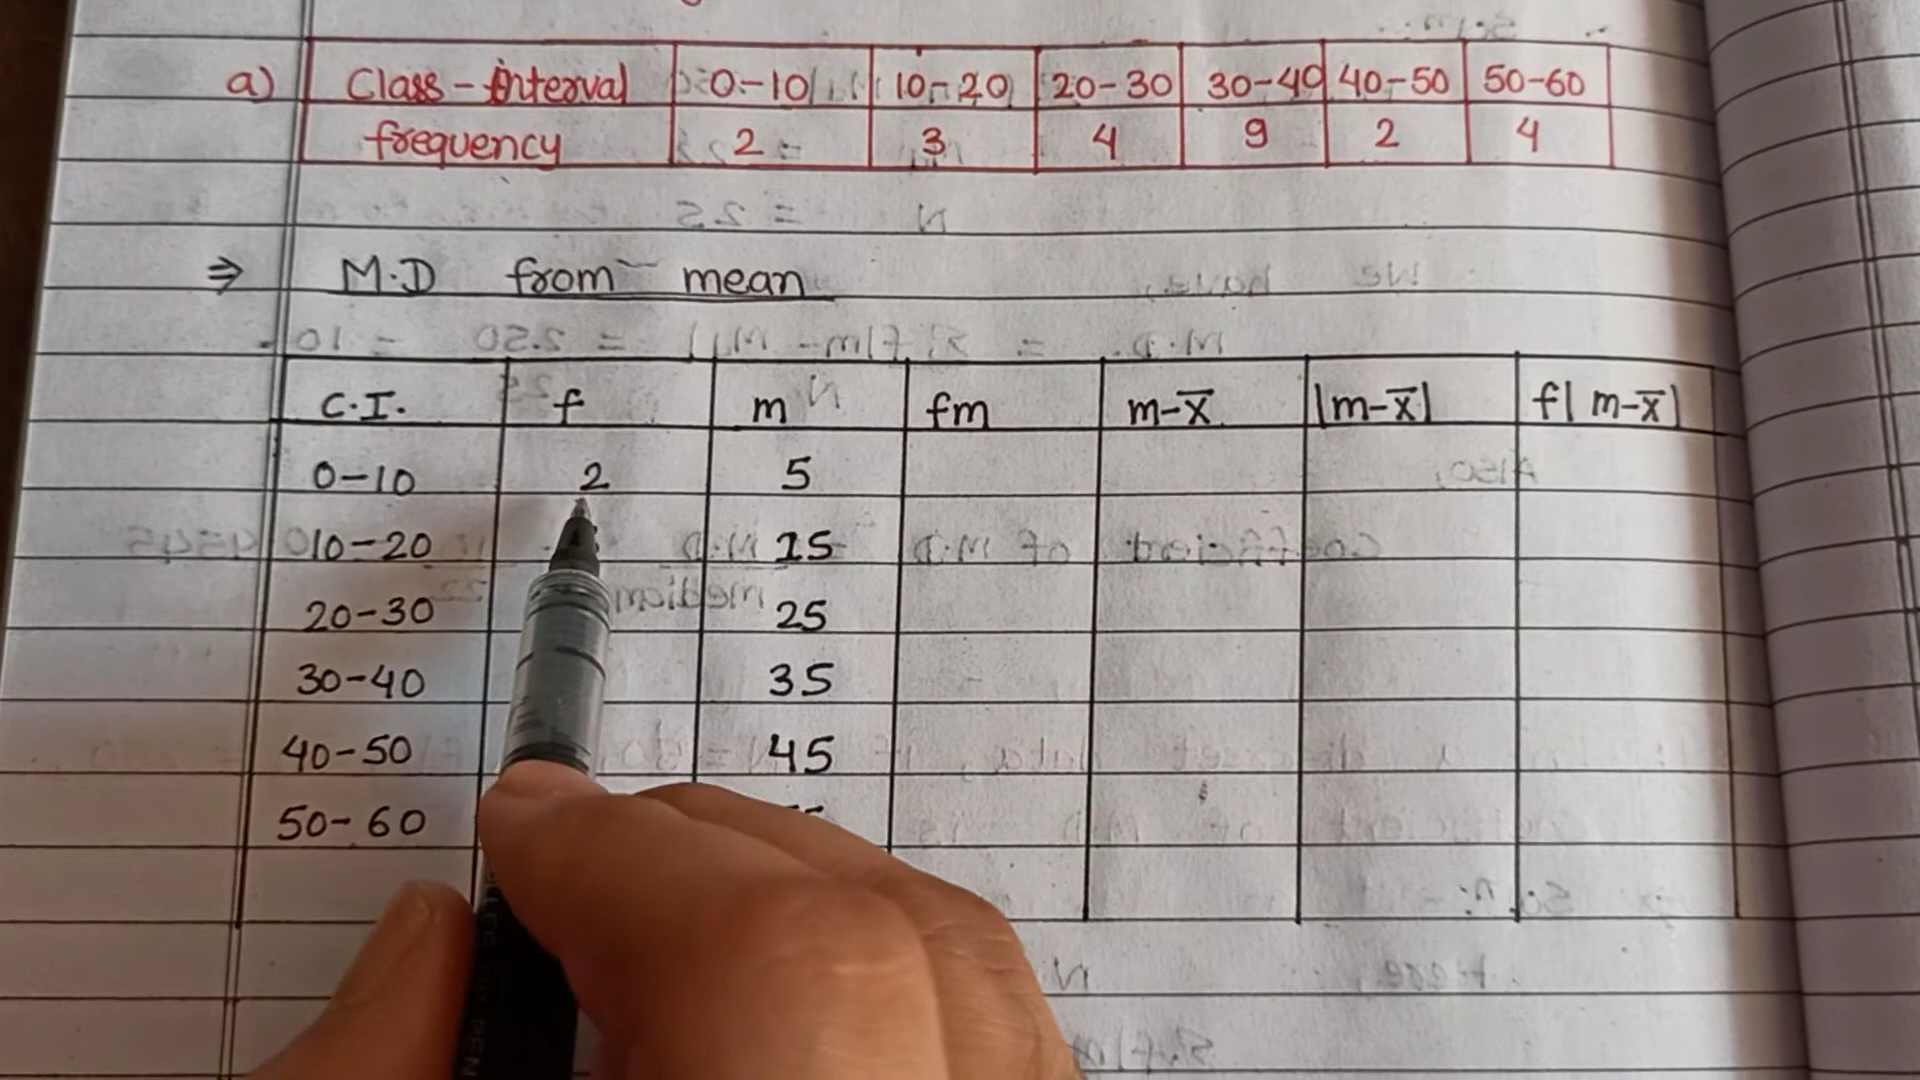 a) Class-interval 0-10 10-20 20-30 30-40 40-50 50-60
frequency 2 3 4 9 2 4
⇒ M.D from mean
C.I. f m fm m-x̅ |m-x̅| f|m-x̅|
0-10 2 5
10-20 15
20-30 25
30-40 35
40-50 45
50-60